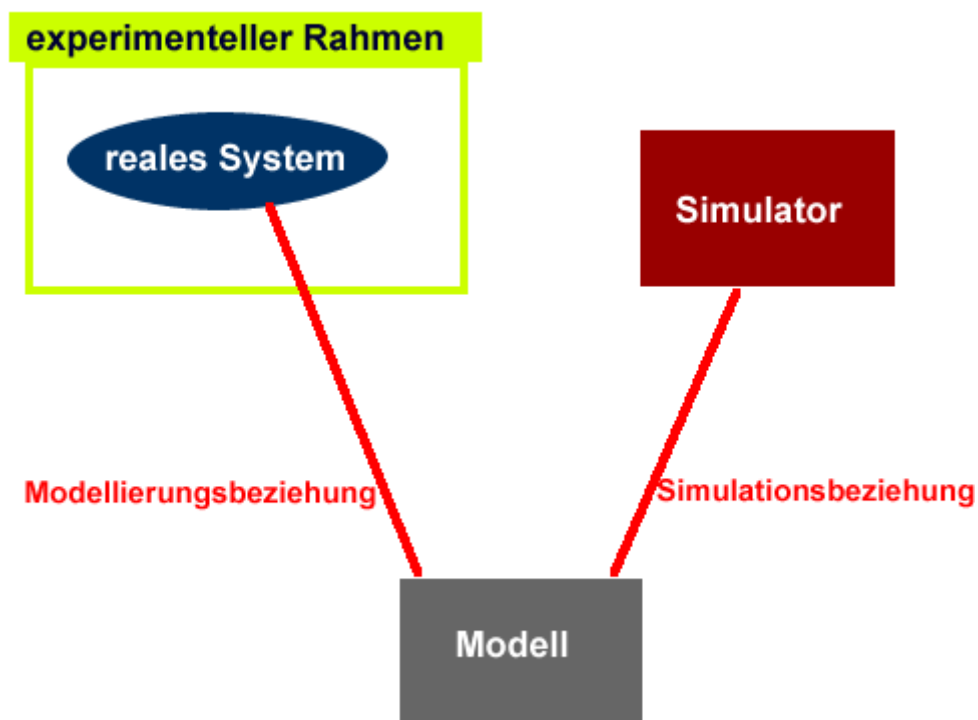 experimenteller Rahmen
reales System
Simulator
Modellierungsbeziehung
Simulationsbeziehung
Modell